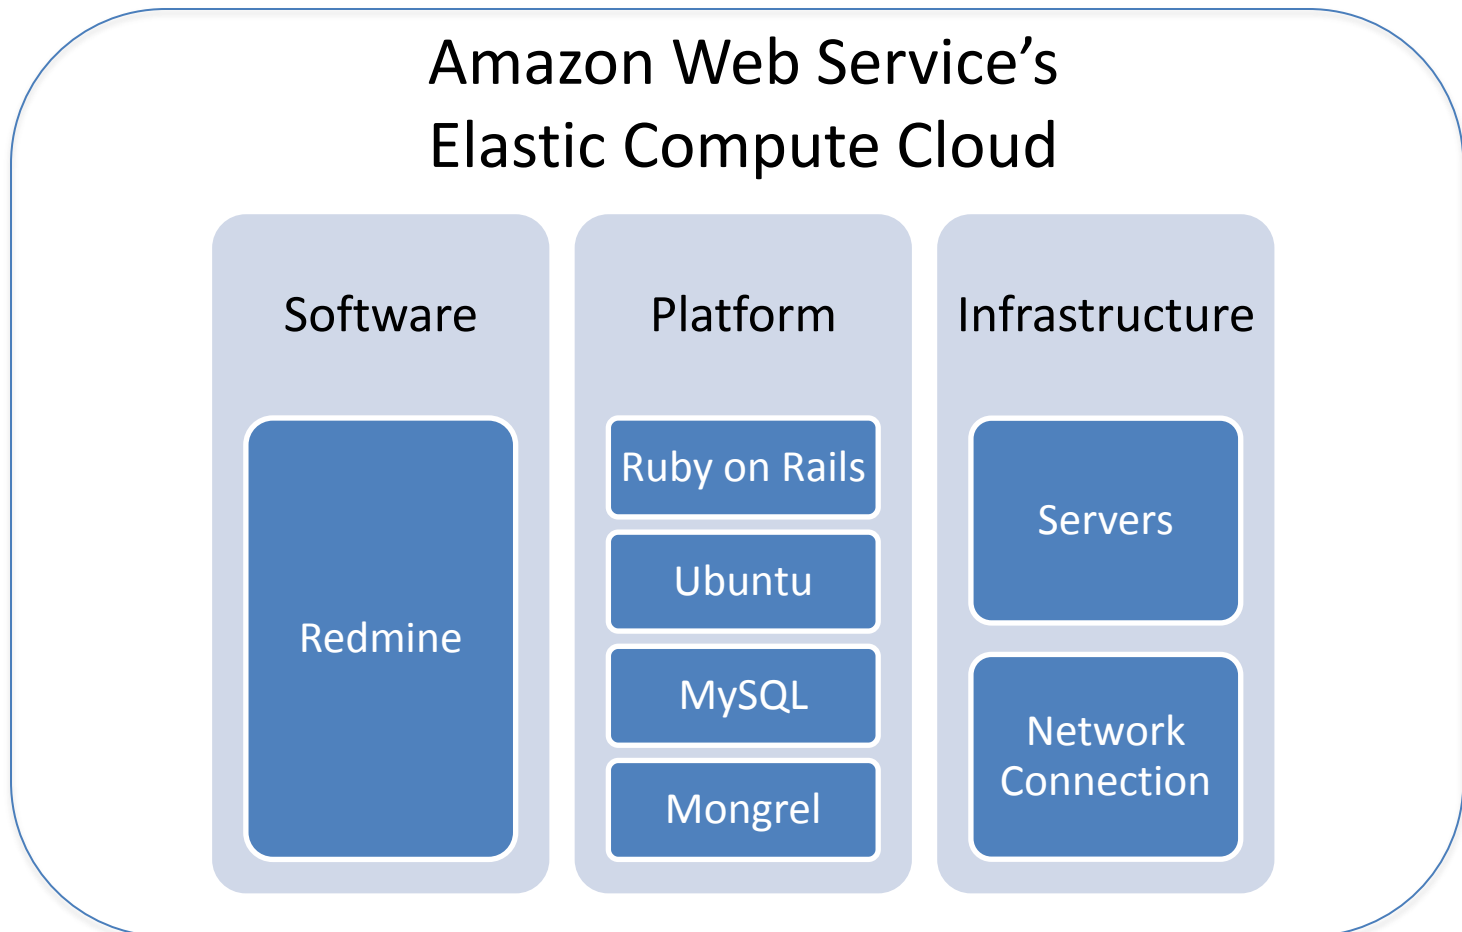 Amazon Web Service’s
Elastic Compute Cloud
Software
Redmine
Platform
Ruby on Rails
Ubuntu
MySQL
Mongrel
Infrastructure
Servers
Network
Connection